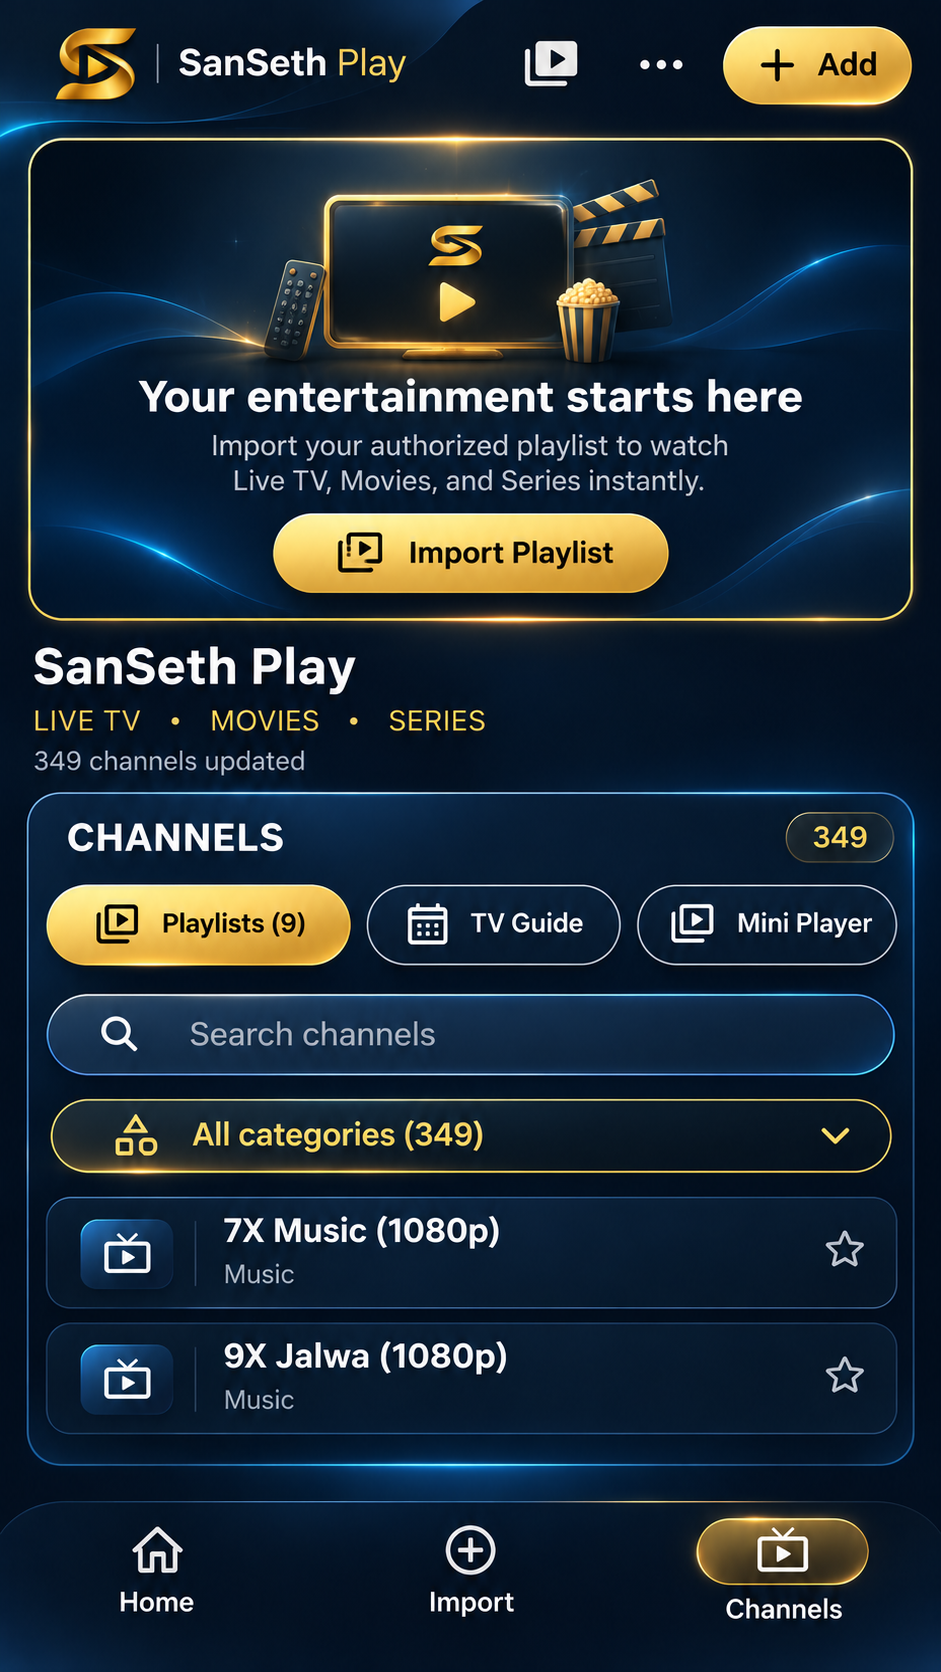 SanSeth Play
Add
Your entertainment starts here
Import your authorized playlist to watch
Live TV, Movies, and Series instantly.
Import Playlist
SanSeth Play
LIVE TV • MOVIES • SERIES
349 channels updated
CHANNELS
349
Playlists (9)
TV Guide
Mini Player
Search channels
All categories (349)
7X Music (1080p)
Music
9X Jalwa (1080p)
Music
Home
Import
Channels